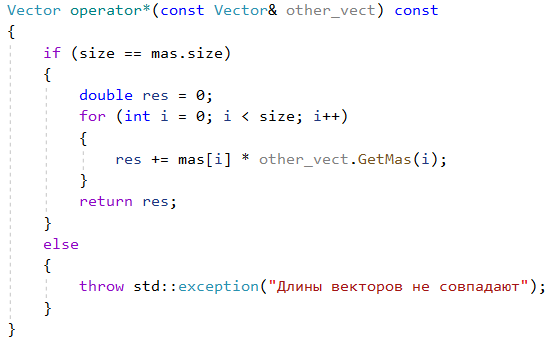 Vector operator*(const Vector& other_vect) const
{
    if (size == mas.size)
    {
        double res = 0;
        for (int i = 0; i < size; i++)
        {
            res += mas[i] * other_vect.GetMas(i);
        }
        return res;
    }
    else
    {
        throw std::exception("Длины векторов не совпадают");
    }
}